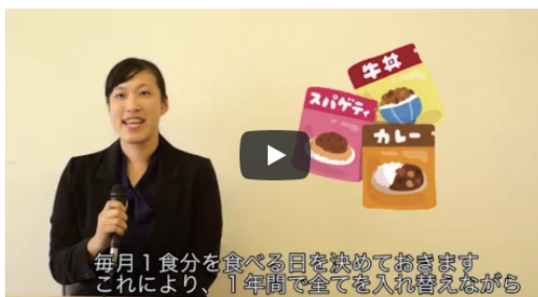 牛丼
スパゲティ
カレー
毎月１食分を食べる日を決めておきます
これにより、１年間で全てを入れ替えながら